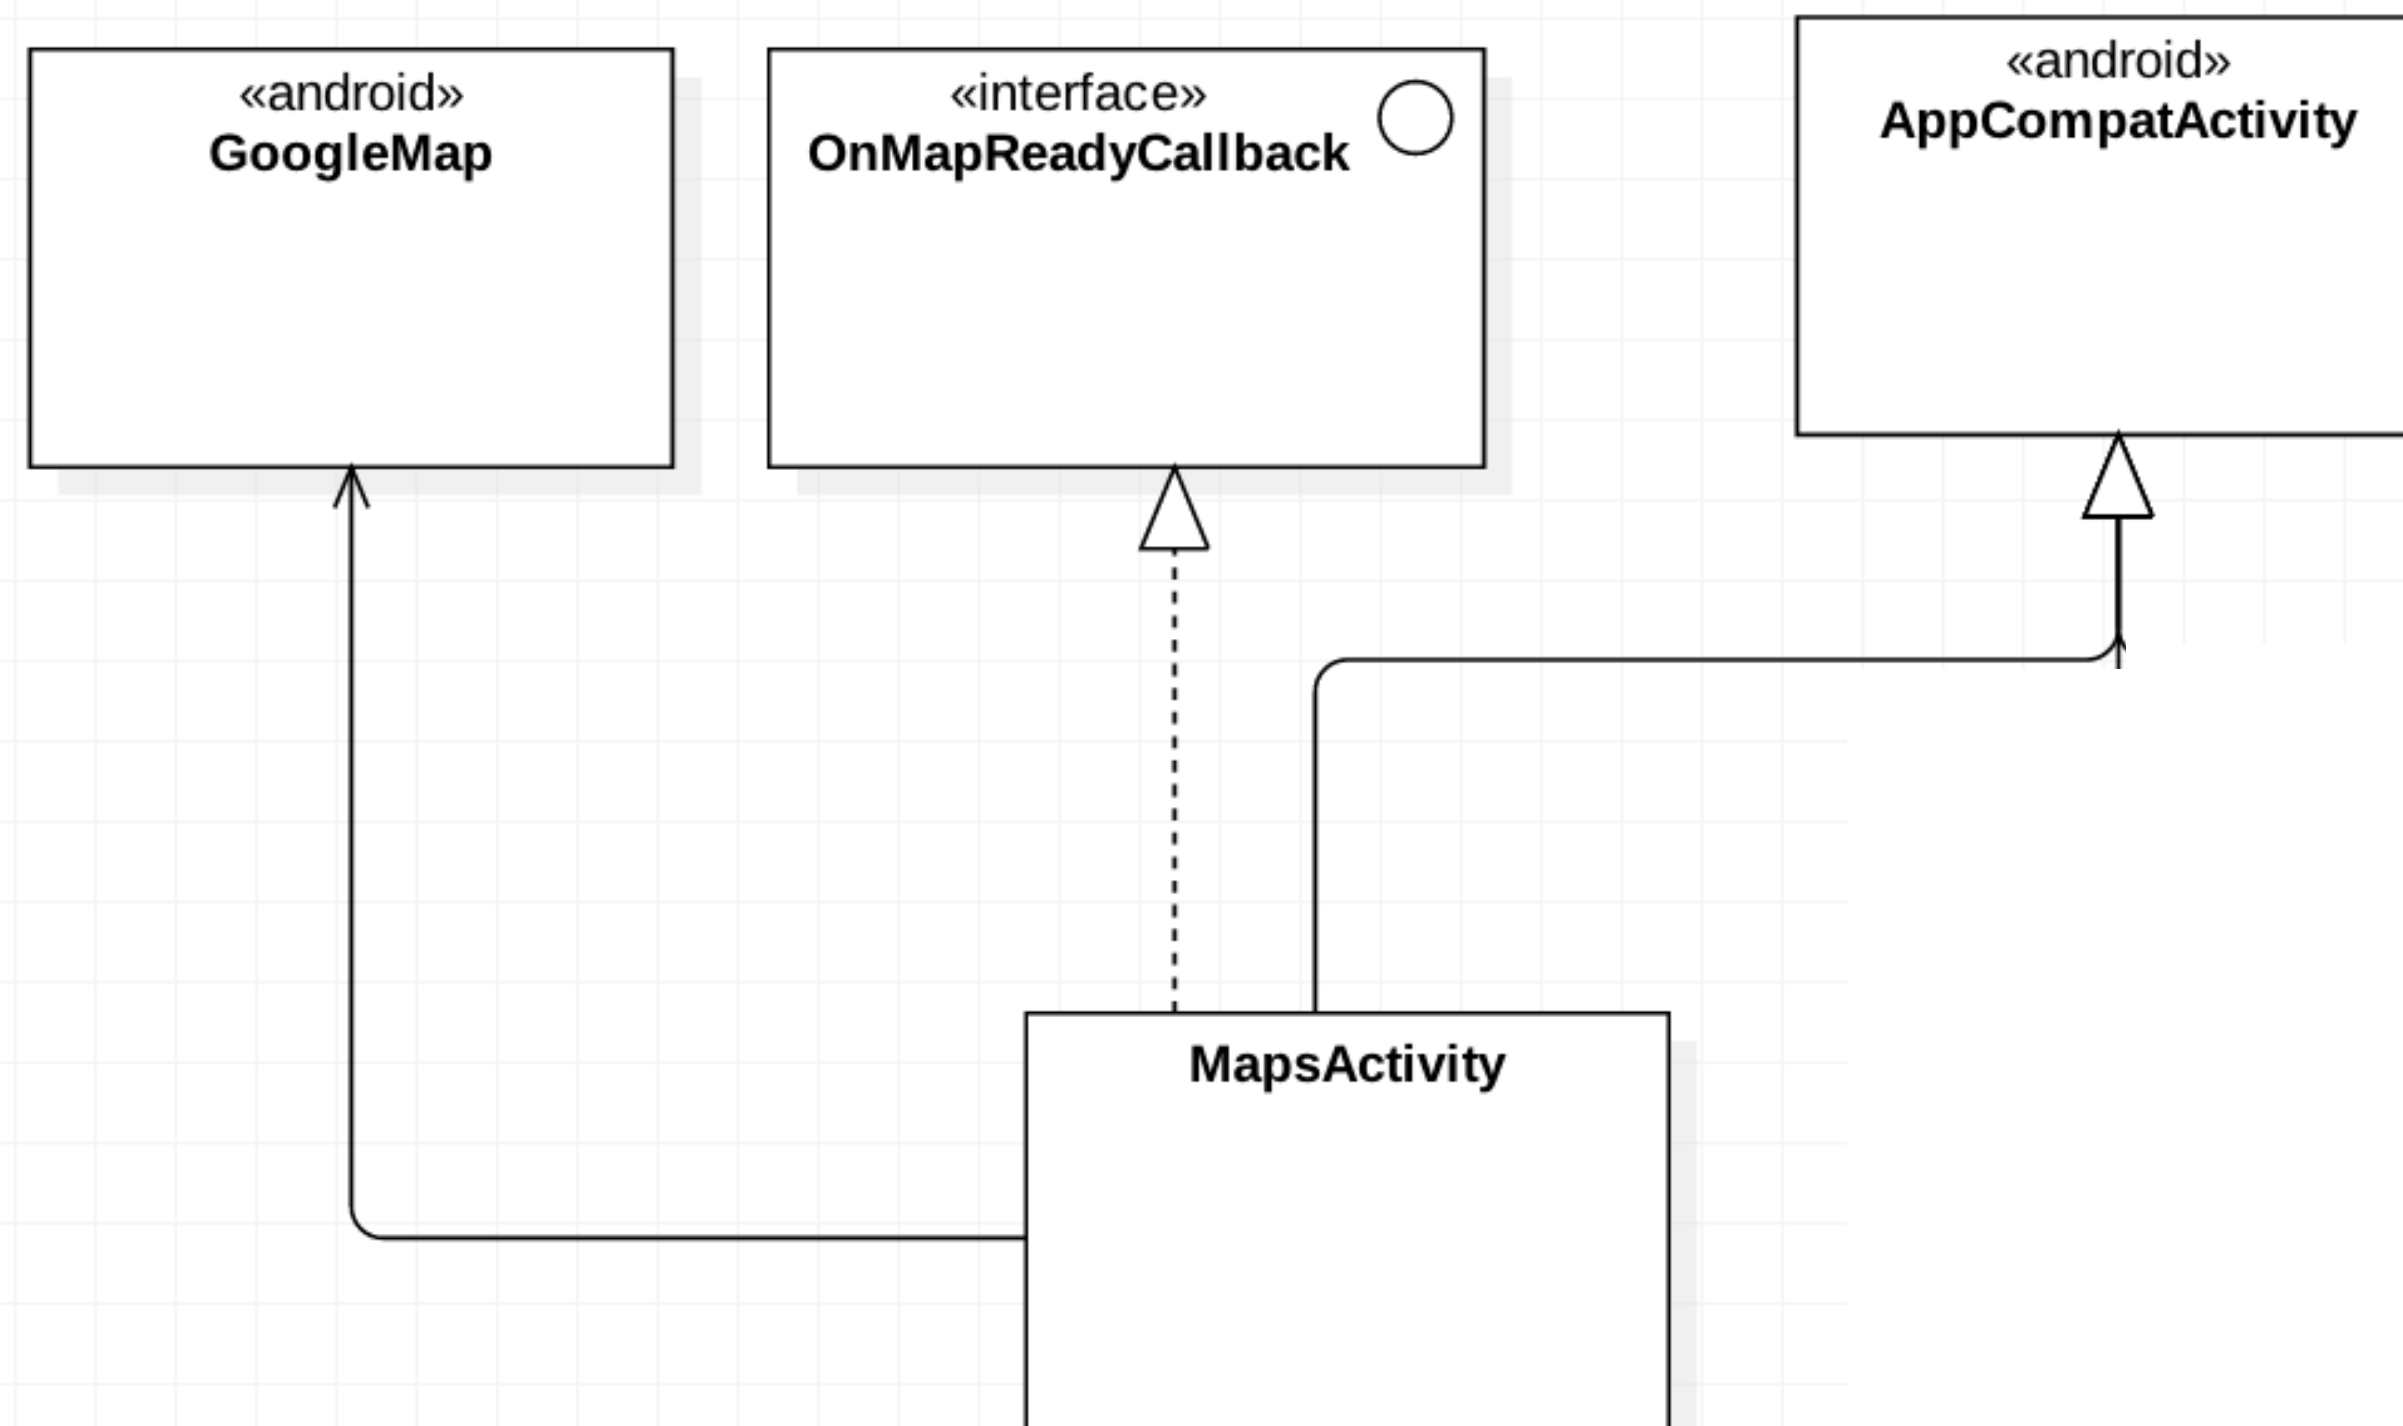 «android»
GoogleMap
«interface»
OnMapReadyCallback
«android»
AppCompatActivity
MapsActivity